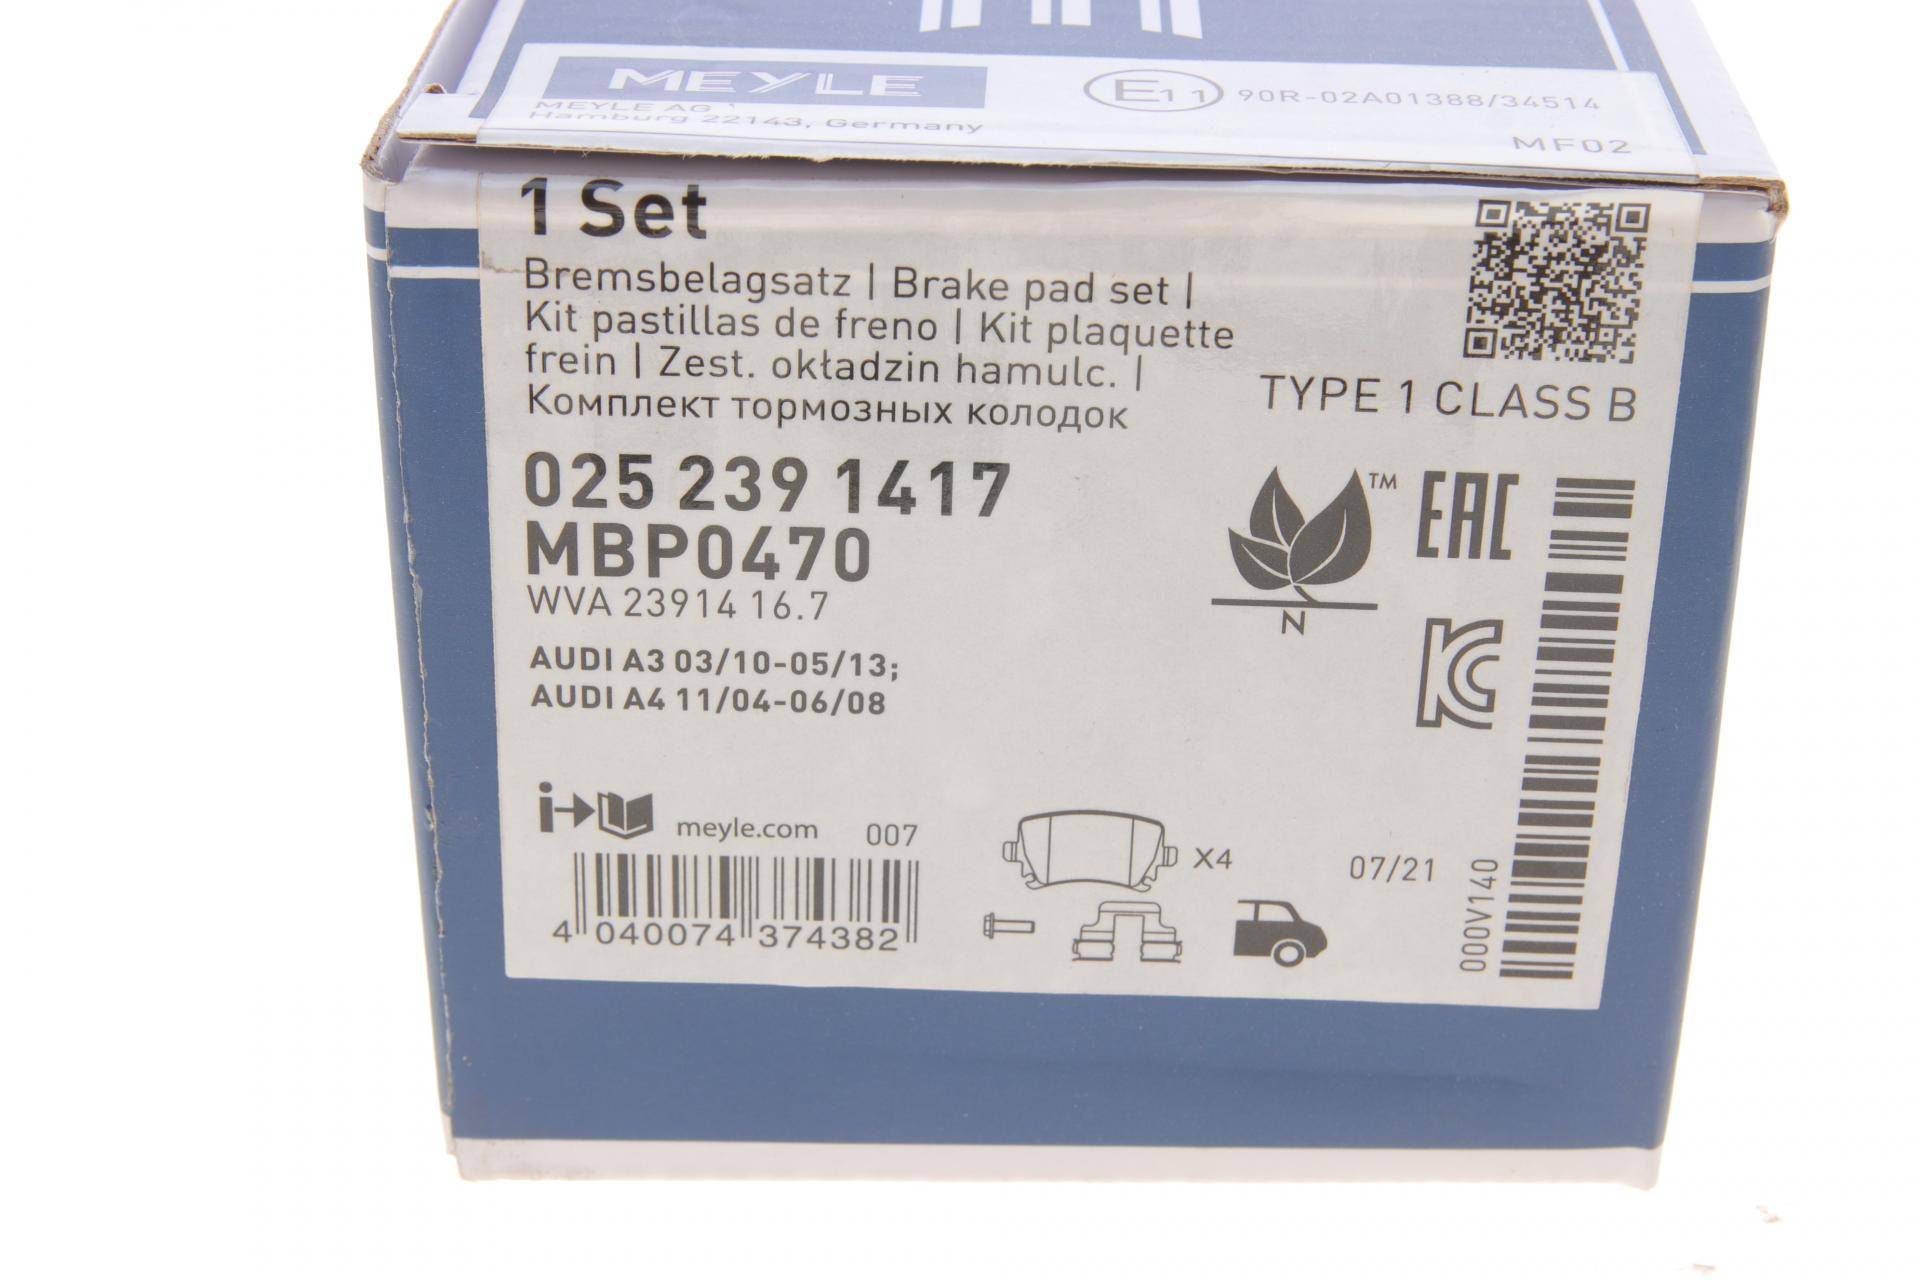 MEYLE
MEYLE AG
Hamburg 22143, Germany
E11 90R-02A01388/34514
MF02
1 Set
Bremsbelagsatz | Brake pad set |
Kit pastillas de freno | Kit plaquette
frein | Zest. okładzin hamulc. |
Комплект тормозных колодок
TYPE 1 CLASS B
025 239 1417
MBP0470
WVA 23914 16.7
AUDI A3 03/10-05/13;
AUDI A4 11/04-06/08
TM
N
EAC
KC
meyle.com 007
4 040074 374382
X4
07/21
000V140